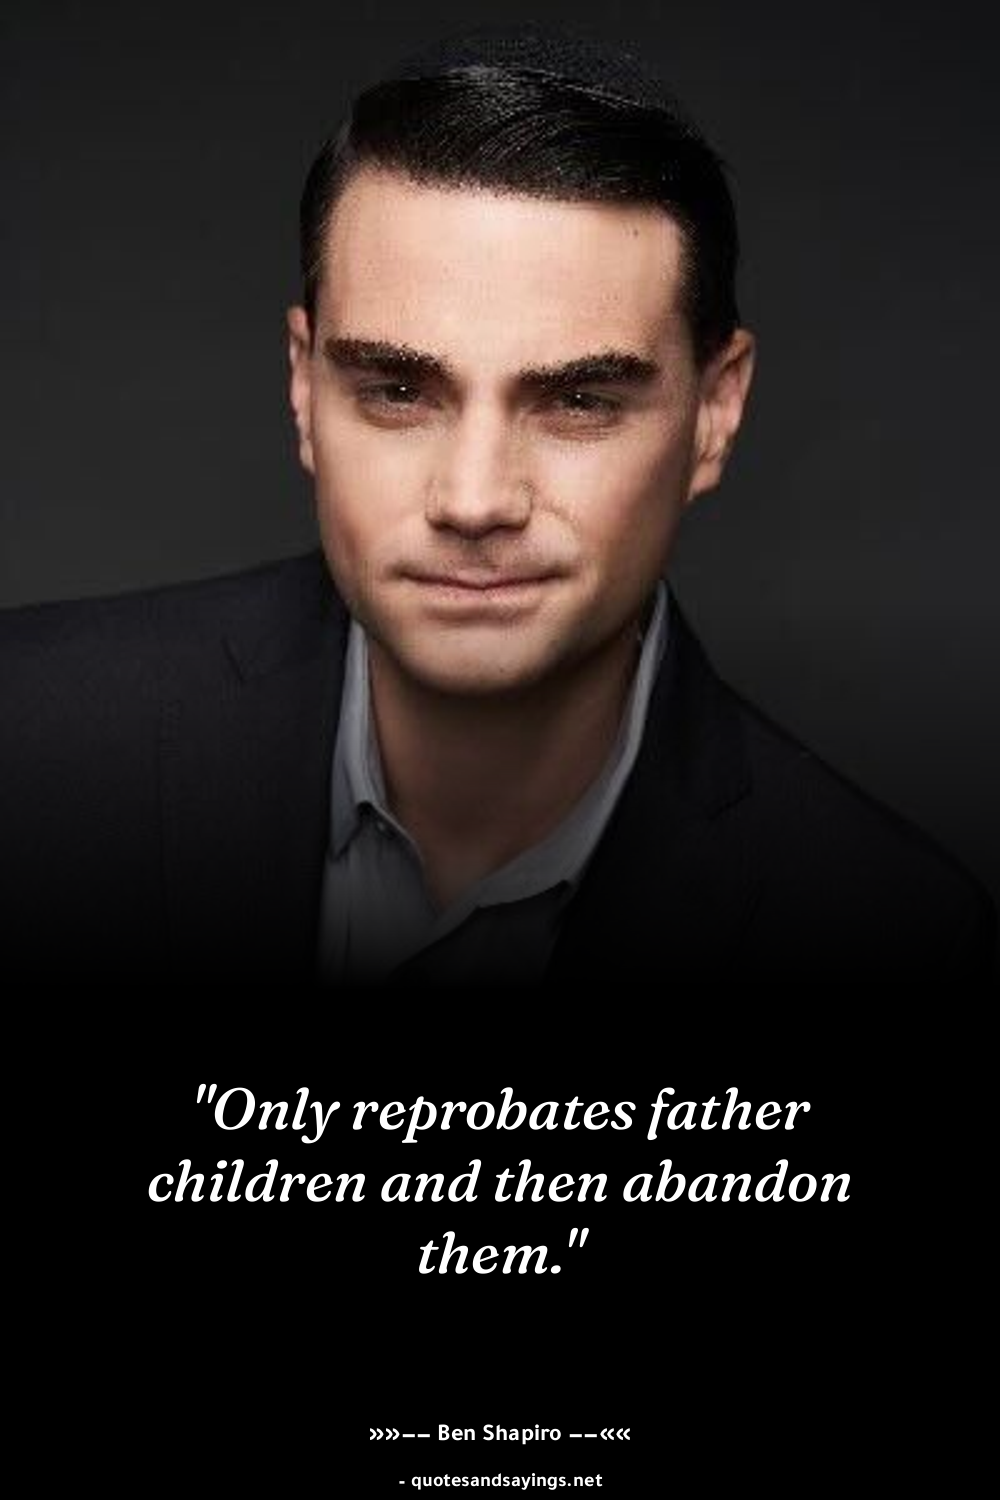 "Only reprobates father
children and then abandon
them."
»»—— Ben Shapiro ——««
- quotesandsayings.net